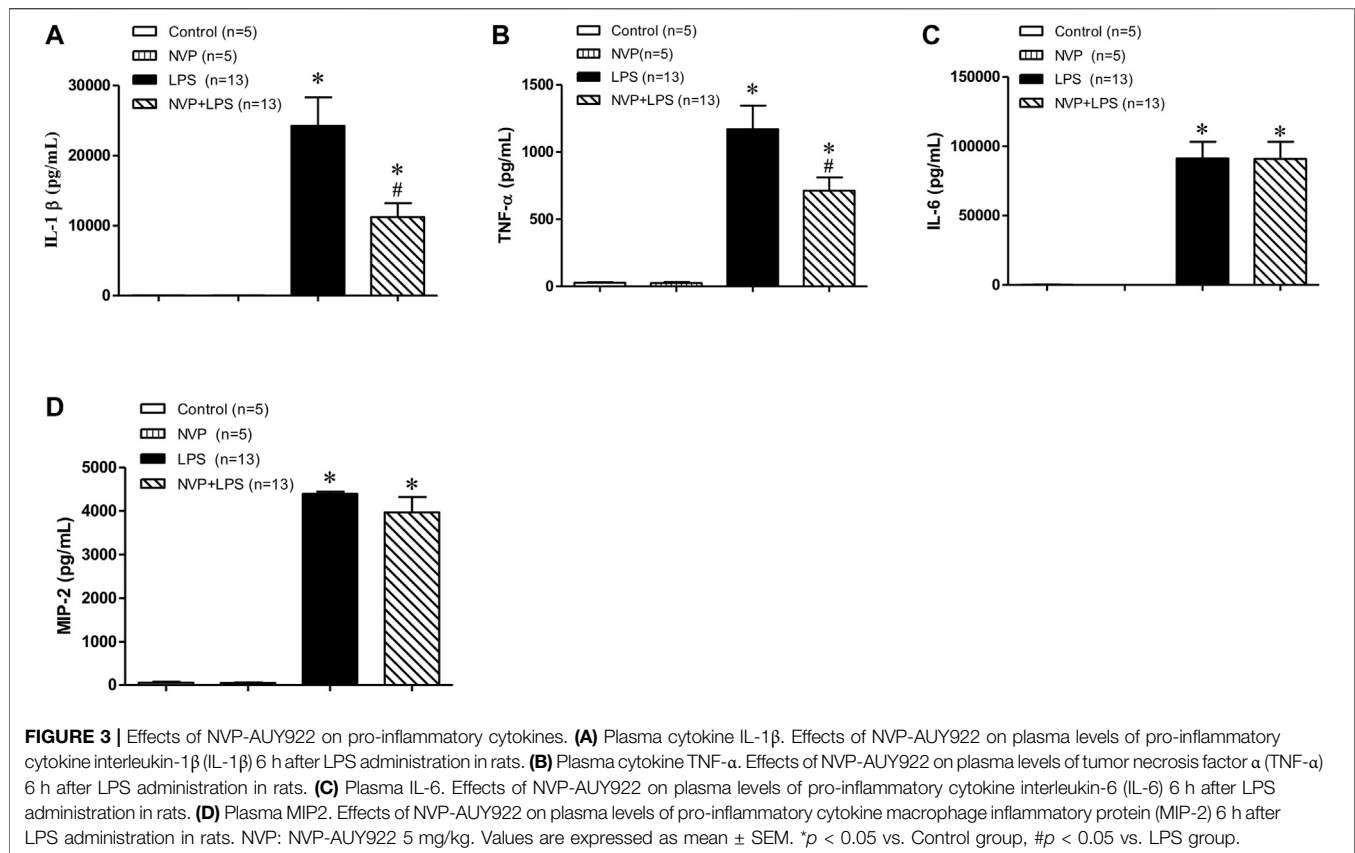 A
Control (n=5)
NVP (n=5)
LPS (n=13)
NVP+LPS (n=13)
30000
20000
10000
0
IL-1 β (pg/mL)
*
*
#
B
Control (n=5)
NVP(n=5)
LPS (n=13)
NVP+LPS (n=13)
1500
1000
500
0
TNF-α (pg/mL)
*
*
#
C
Control (n=5)
NVP (n=5)
LPS (n=13)
NVP+LPS (n=13)
150000
100000
50000
0
IL-6 (pg/mL)
*
*
D
Control (n=5)
NVP (n=5)
LPS (n=13)
NVP+LPS (n=13)
5000
4000
3000
2000
1000
0
MIP-2 (pg/mL)
*
*
FIGURE 3 | Effects of NVP-AUY922 on pro-inflammatory cytokines. (A) Plasma cytokine IL-1β. Effects of NVP-AUY922 on plasma levels of pro-inflammatory
cytokine interleukin-1β (IL-1β) 6 h after LPS administration in rats. (B) Plasma cytokine TNF-α. Effects of NVP-AUY922 on plasma levels of tumor necrosis factor α (TNF-α)
6 h after LPS administration in rats. (C) Plasma IL-6. Effects of NVP-AUY922 on plasma levels of pro-inflammatory cytokine interleukin-6 (IL-6) 6 h after LPS
administration in rats. (D) Plasma MIP2. Effects of NVP-AUY922 on plasma levels of pro-inflammatory cytokine macrophage inflammatory protein (MIP-2) 6 h after
LPS administration in rats. NVP: NVP-AUY922 5 mg/kg. Values are expressed as mean ± SEM. *p < 0.05 vs. Control group, #p < 0.05 vs. LPS group.